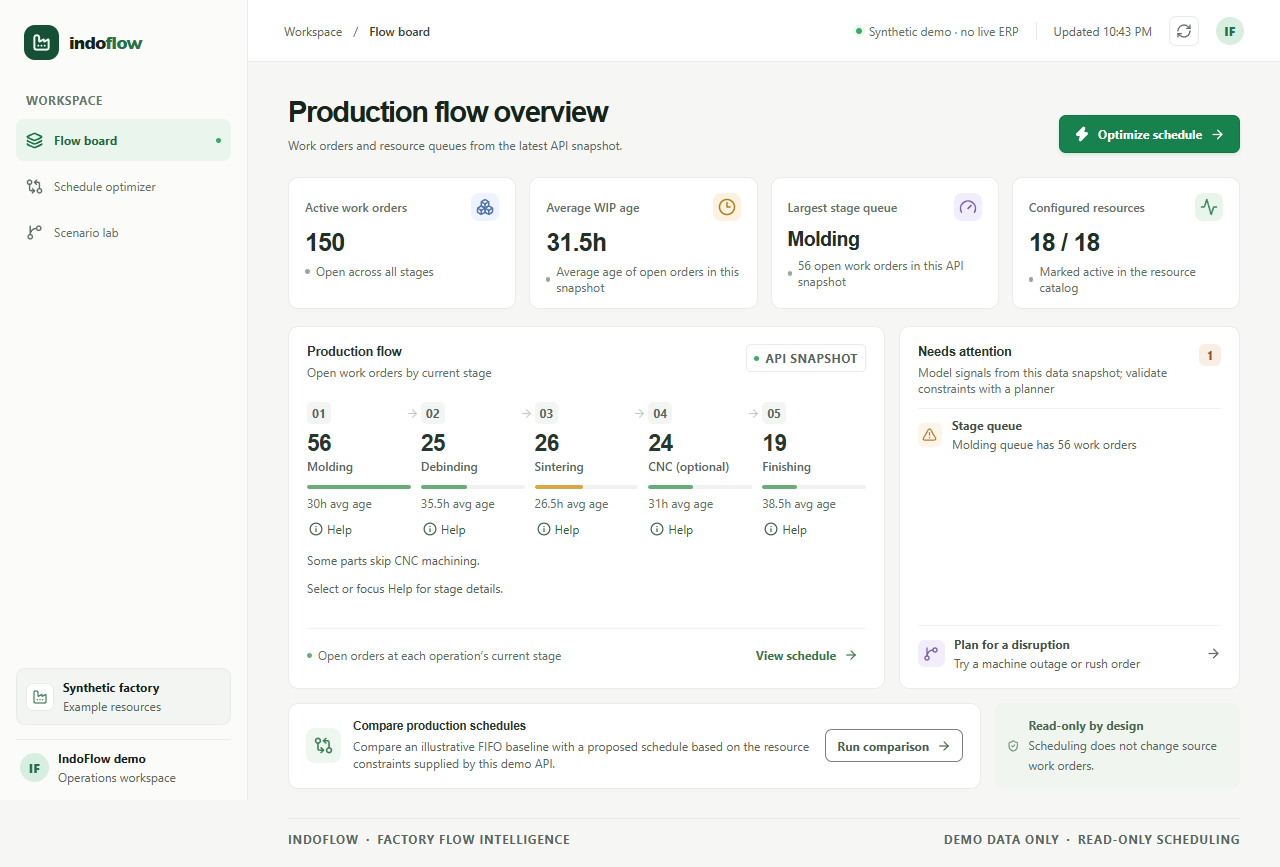 indoflow
WORKSPACE
Flow board
Schedule optimizer
Scenario lab
Synthetic factory
Example resources
IF
IndoFlow demo
Operations workspace
Workspace / Flow board
Synthetic demo · no live ERP
Updated 10:43 PM
IF
Production flow overview
Work orders and resource queues from the latest API snapshot.
Optimize schedule
Active work orders
150
Open across all stages
Average WIP age
31.5h
Average age of open orders in this
snapshot
Largest stage queue
Molding
56 open work orders in this API
snapshot
Configured resources
18 / 18
Marked active in the resource
catalog
Production flow
Open work orders by current stage
API SNAPSHOT
01
56
Molding
30h avg age
Help
02
25
Debinding
35.5h avg age
Help
03
26
Sintering
26.5h avg age
Help
04
24
CNC (optional)
31h avg age
Help
05
19
Finishing
38.5h avg age
Help
Some parts skip CNC machining.
Select or focus Help for stage details.
Open orders at each operation’s current stage
View schedule
Needs attention
1
Model signals from this data snapshot; validate
constraints with a planner
Stage queue
Molding queue has 56 work orders
Plan for a disruption
Try a machine outage or rush order
Compare production schedules
Compare an illustrative FIFO baseline with a proposed schedule based on the resource
constraints supplied by this demo API.
Run comparison
Read-only by design
Scheduling does not change source
work orders.
INDOFLOW · FACTORY FLOW INTELLIGENCE
DEMO DATA ONLY · READ-ONLY SCHEDULING